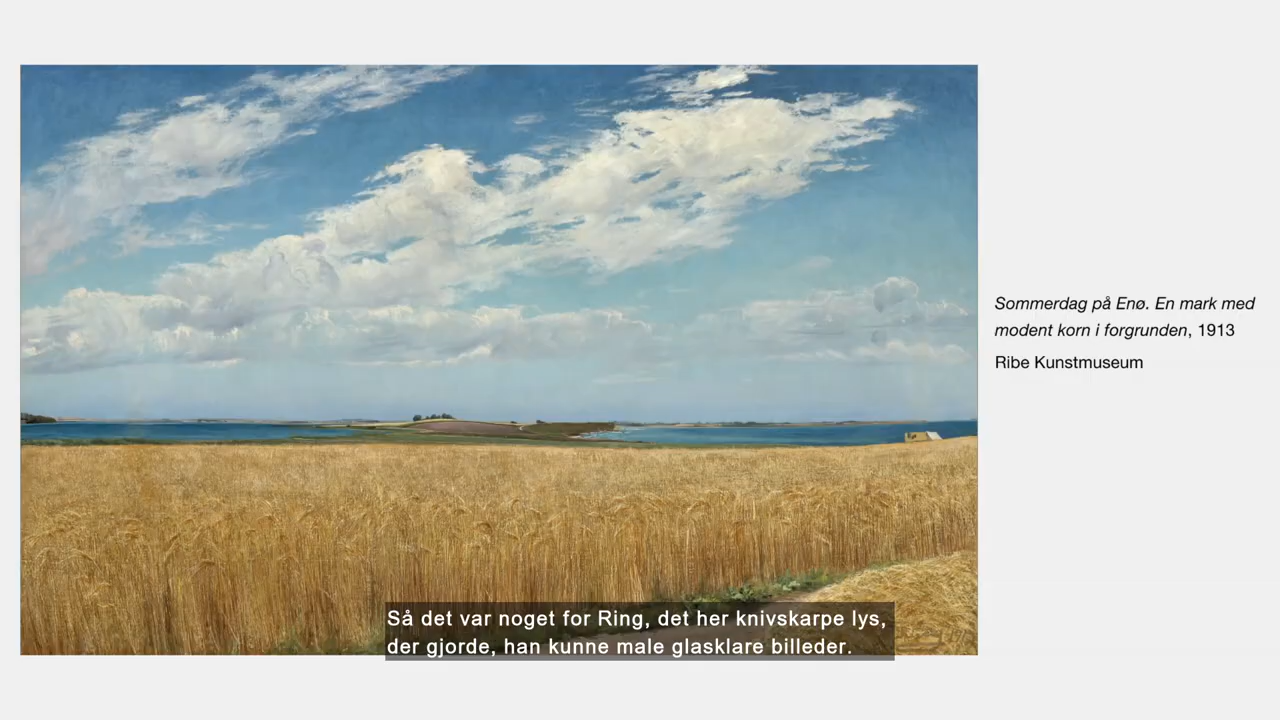 Sommerdag på Enø. En mark med
modent korn i forgrunden, 1913
Ribe Kunstmuseum
Så det var noget for Ring, det her knivskarpe lys,
der gjorde, han kunne male glasklare billeder.